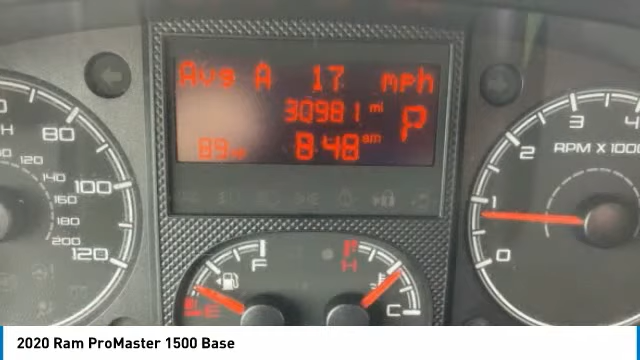 Avg A 17 mph
30981 mi
P
8:48 am
80
100
120
120
140
160
180
200
F
E
H
C
4
3
2
1
0
RPM X 1000
2020 Ram ProMaster 1500 Base